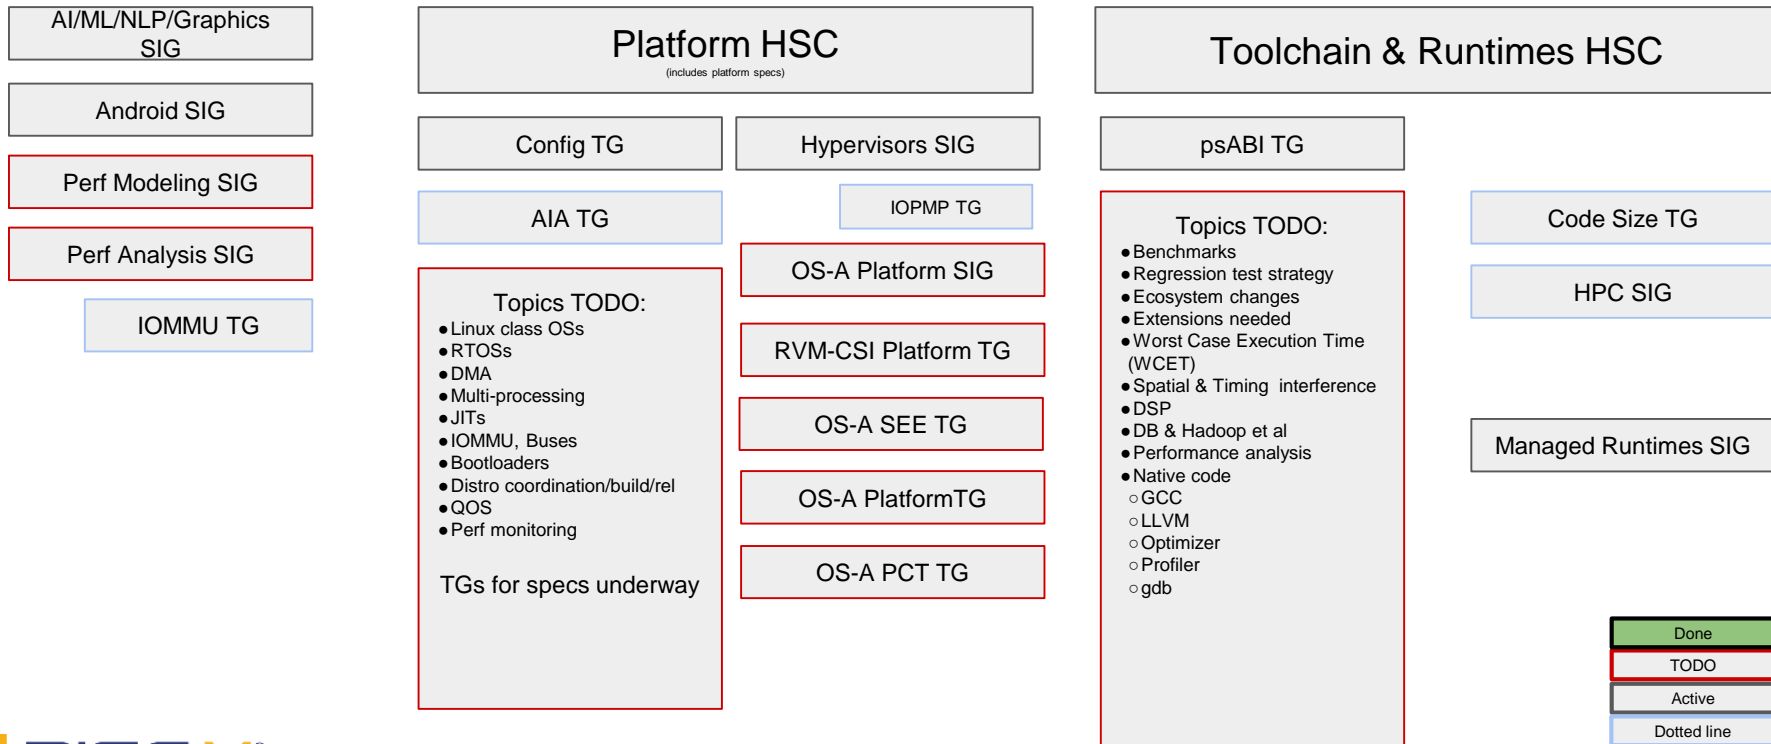 AI/ML/NLP/Graphics
SIG
Android SIG
Perf Modeling SIG
Perf Analysis SIG
IOMMU TG
Platform HSC
(includes platform specs)
Config TG
AIA TG
Topics TODO:
●Linux class OSs
●RTOSs
●DMA
●Multi-processing
●JITs
●IOMMU, Buses
●Bootloaders
●Distro coordination/build/rel
●QOS
●Perf monitoring
TGs for specs underway
Hypervisors SIG
IOPMP TG
OS-A Platform SIG
RVM-CSI Platform TG
OS-A SEE TG
OS-A PlatformTG
OS-A PCT TG
Toolchain & Runtimes HSC
psABI TG
Topics TODO:
●Benchmarks
●Regression test strategy
●Ecosystem changes
●Extensions needed
●Worst Case Execution Time
(WCET)
●Spatial & Timing interference
●DSP
●DB & Hadoop et al
●Performance analysis
●Native code
○GCC
○LLVM
○Optimizer
○Profiler
○gdb
Code Size TG
HPC SIG
Managed Runtimes SIG
Done
TODO
Active
Dotted line